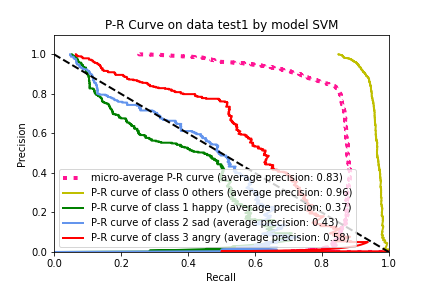 P-R Curve on data test1 by model SVM
Precision
1.0
0.8
0.6
0.4
0.2
0.0
micro-average P-R curve (average precision: 0.83)
P-R curve of class 0 others (average precision: 0.96)
P-R curve of class 1 happy (average precision: 0.37)
P-R curve of class 2 sad (average precision: 0.43)
P-R curve of class 3 angry (average precision: 0.58)
0.0 0.2 0.4 0.6 0.8 1.0
Recall